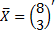 X̄ = (8 3)′